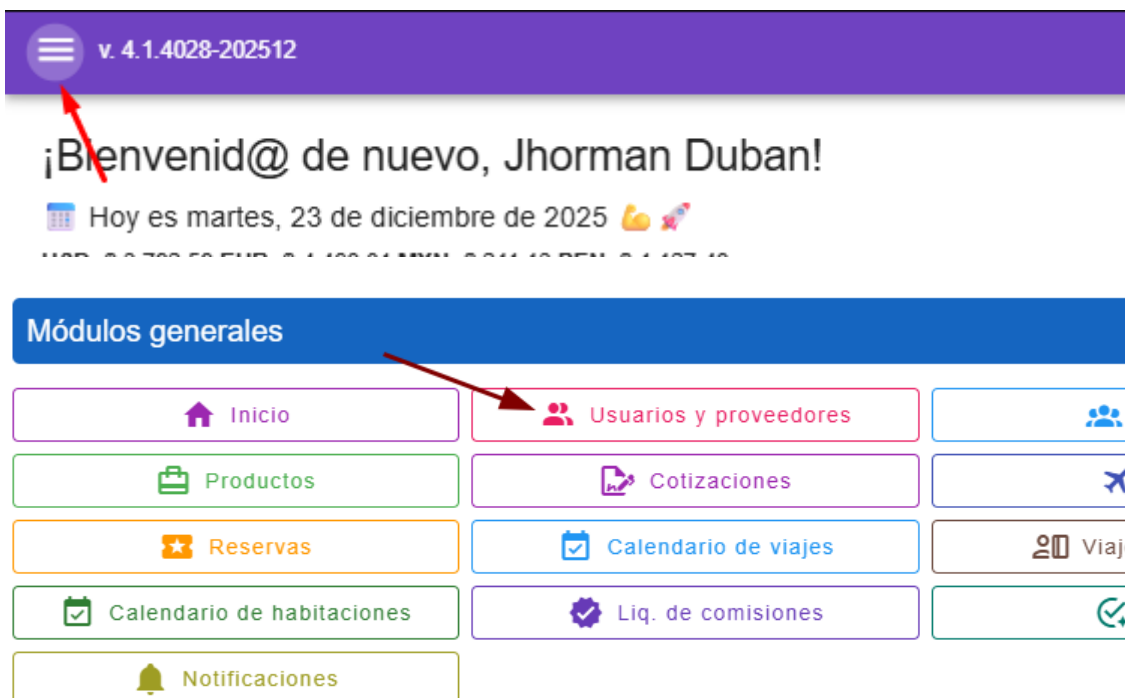 v. 4.1.4028-202512
¡Bienvenid@ de nuevo, Jhorman Duban!
Hoy es martes, 23 de diciembre de 2025
Módulos generales
Inicio
Usuarios y proveedores
Productos
Cotizaciones
Reservas
Calendario de viajes
Viaj
Calendario de habitaciones
Liq. de comisiones
Notificaciones